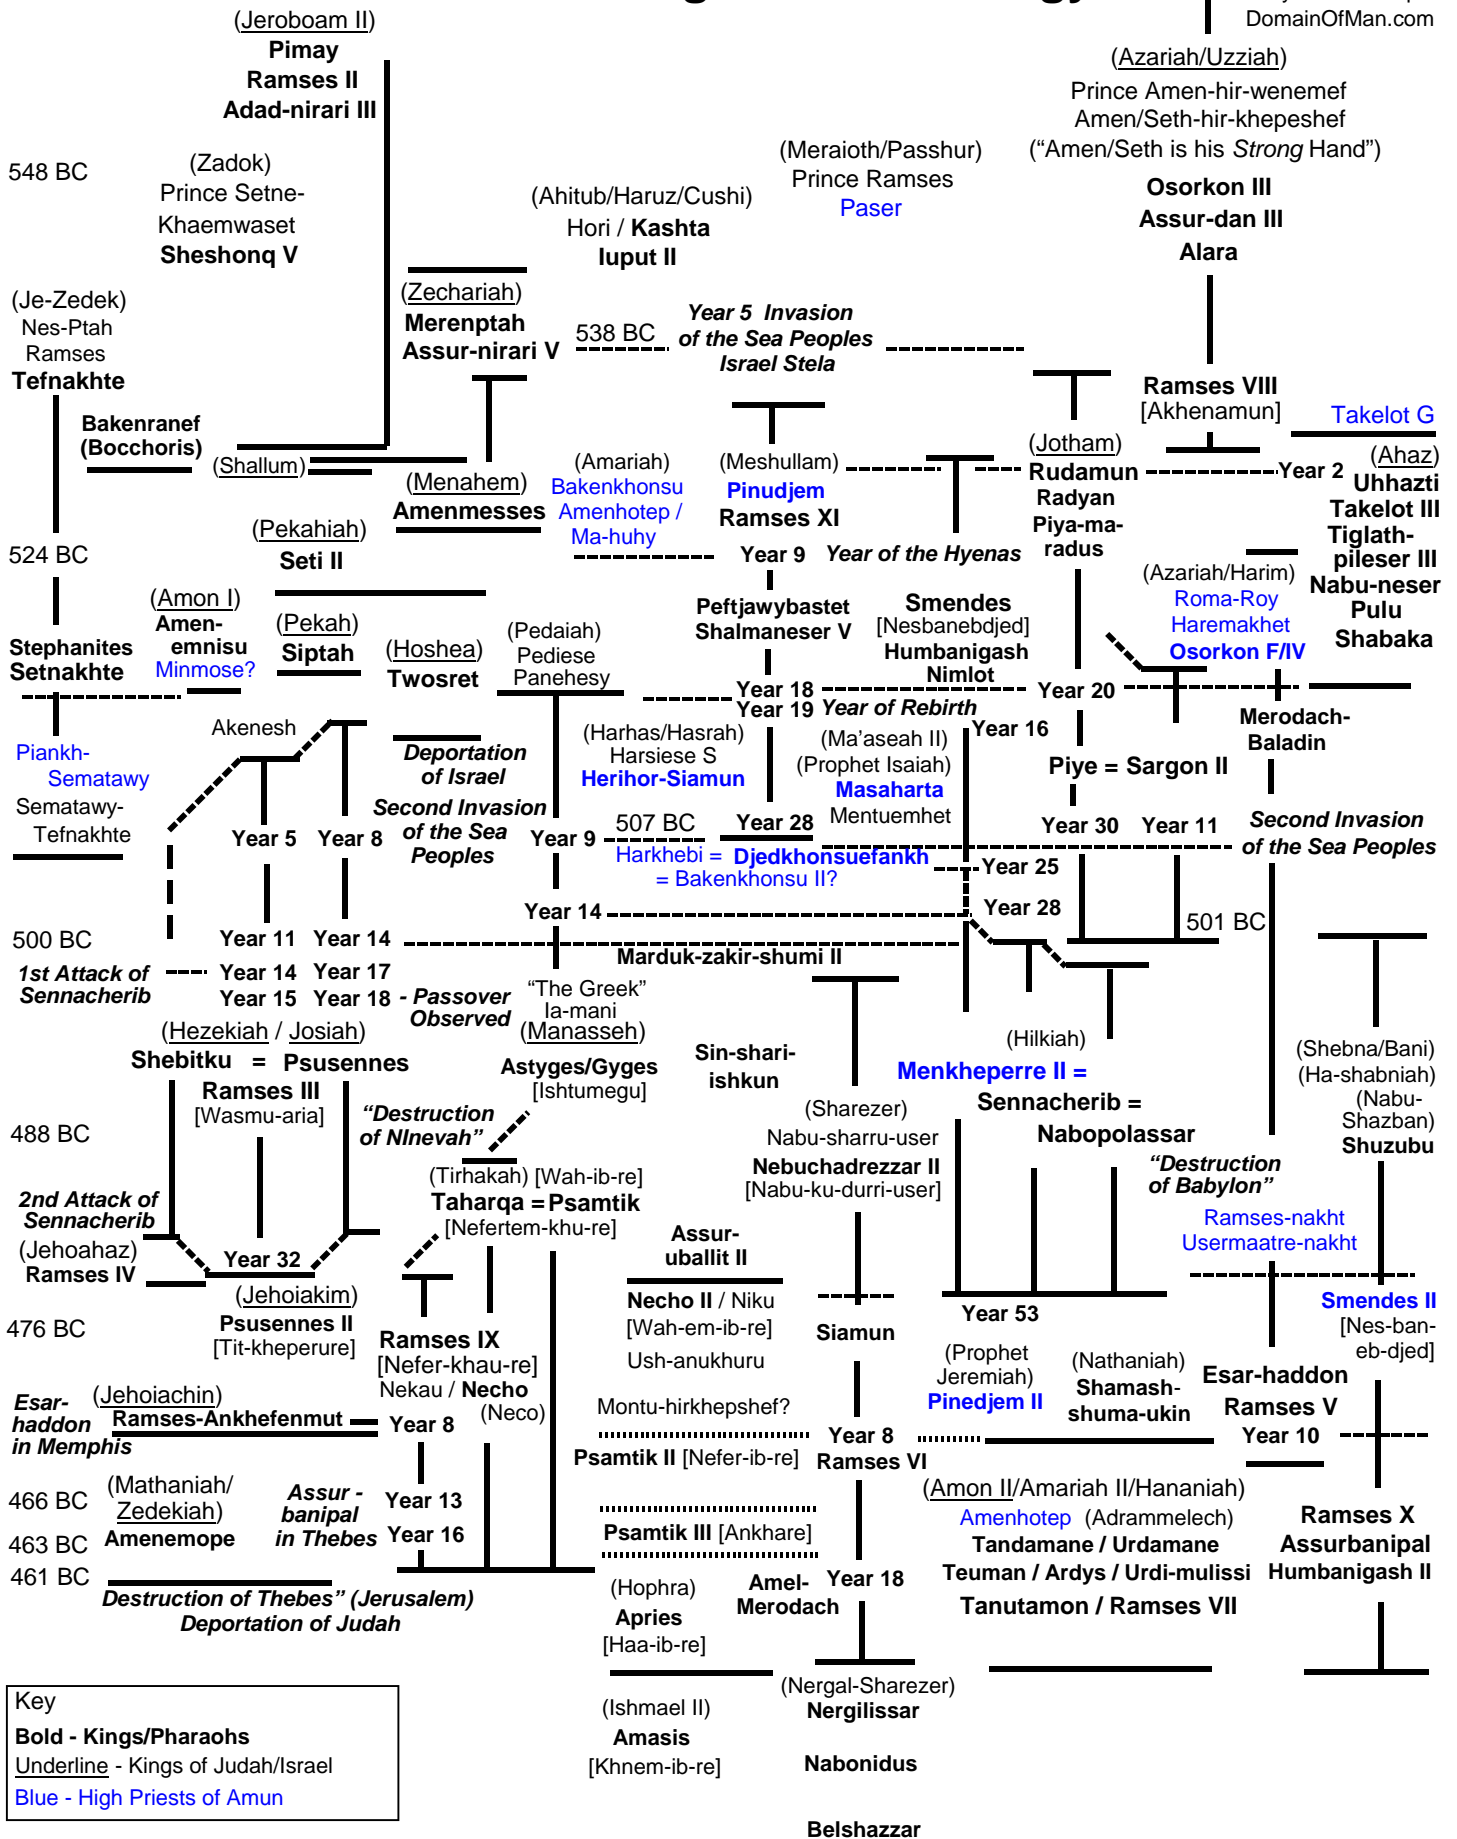 DomainOfMan.com
(Jeroboam II)
Pimay
Ramses II
Adad-nirari III
(Azariah/Uzziah)
Prince Amen-hir-wenemef
Amen/Seth-hir-khepeshef
(“Amen/Seth is his Strong Hand”)
Osorkon III
Assur-dan III
Alara
548 BC
(Zadok)
Prince Setne-
Khaemwaset
Sheshonq V
(Meraioth/Passhur)
Prince Ramses
Paser
(Ahitub/Haruz/Cushi)
Hori / Kashta
Iuput II
(Je-Zedek)
Nes-Ptah
Ramses
Tefnakhte
(Zechariah)
Merenptah
Assur-nirari V
538 BC
Year 5 Invasion
of the Sea Peoples
Israel Stela
Ramses VIII
[Akhenamun]
Takelot G
Bakenranef
(Bocchoris)
(Shallum)
(Menahem)
Amenmesses
(Amariah)
Bakenkhonsu
Amenhotep /
Ma-huhy
(Meshullam)
Pinudjem
Ramses XI
(Jotham)
Rudamun
Radyan
Piya-ma-
radus
Year 2
(Ahaz)
Uhhazti
Takelot III
Tiglath-
pileser III
Nabu-neser
Pulu
Shabaka
524 BC
(Pekahiah)
Seti II
Year 9
Year of the Hyenas
(Azariah/Harim)
Roma-Roy
Haremakhet
Osorkon F/IV
Stephanites
Setnakhte
(Amon I)
Amen-
emnisu
Minmose?
(Pekah)
Siptah
(Hoshea)
Twosret
(Pedaiah)
Pediese
Panehesy
Peftjawybastet
Shalmaneser V
Smendes
[Nesbanebdjed]
Humbanigash
Nimlot
Year 18
Year 19
Year of Rebirth
Year 20
Year 16
Merodach-
Baladin
Piankh-
Sematawy
Sematawy-
Tefnakhte
Akenesh
Deportation
of Israel
(Harhas/Hasrah)
Harsiese S
Herihor-Siamun
(Ma’aseah II)
(Prophet Isaiah)
Masaharta
Mentuemhet
Piye = Sargon II
Year 5
Year 8
Second Invasion
of the Sea
Peoples
Year 9
507 BC
Year 28
Year 30
Year 11
Second Invasion
of the Sea Peoples
Harkhebi = Djedkhonsuefankh
= Bakenkhonsu II?
Year 25
Year 14
Year 28
501 BC
500 BC
Year 11
Year 14
Marduk-zakir-shumi II
1st Attack of
Sennacherib
Year 14
Year 17
Year 15
Year 18
- Passover
Observed
“The Greek”
Ia-mani
(Manasseh)
Astyges/Gyges
[Ishtumegu]
(Hezekiah / Josiah)
Shebitku = Psusennes
Ramses III
[Wasmu-aria]
Sin-shari-
ishkun
(Hilkiah)
Menkheperre II =
Sennacherib =
Nabopolassar
(Shebna/Bani)
(Ha-shabniah)
(Nabu-
Shazban)
Shuzubu
488 BC
“Destruction
of NInevah”
(Sharezer)
Nabu-sharru-user
Nebuchadrezzar II
[Nabu-ku-durri-user]
“Destruction
of Babylon”
2nd Attack of
Sennacherib
(Tirhakah) [Wah-ib-re]
Taharqa = Psamtik
[Nefertem-khu-re]
Ramses-nakht
Usermaatre-nakht
(Jehoahaz)
Ramses IV
Year 32
Assur-
uballit II
(Jehoiakim)
Psusennes II
[Tit-kheperure]
Necho II / Niku
[Wah-em-ib-re]
Ush-anukhuru
Siamun
Year 53
Smendes II
[Nes-ban-
eb-djed]
476 BC
Ramses IX
[Nefer-khau-re]
Nekau / Necho
(Neco)
(Prophet
Jeremiah)
Pinedjem II
(Nathaniah)
Shamash-
shuma-ukin
Esar-haddon
Ramses V
Year 10
Esar-
haddon
in Memphis
(Jehoiachin)
Ramses-Ankhefenmut
Year 8
Montu-hirkhepshef?
Psamtik II [Nefer-ib-re]
Year 8
Ramses VI
466 BC
(Mathaniah/
Zedekiah)
Amenemope
Assur -
banipal
in Thebes
Year 13
Year 16
463 BC
461 BC
Psamtik III [Ankhare]
(Amon II/Amariah II/Hananiah)
Amenhotep (Adrammelech)
Tandamane / Urdamane
Teuman / Ardys / Urdi-mulissi
Tanutamon / Ramses VII
Ramses X
Assurbanipal
Humbanigash II
Destruction of Thebes” (Jerusalem)
Deportation of Judah
(Hophra)
Apries
[Haa-ib-re]
Amel-
Merodach
Year 18
(Ishmael II)
Amasis
[Khnem-ib-re]
(Nergal-Sharezer)
Nergilissar
Nabonidus
Belshazzar
Key
Bold - Kings/Pharaohs
Underline - Kings of Judah/Israel
Blue - High Priests of Amun